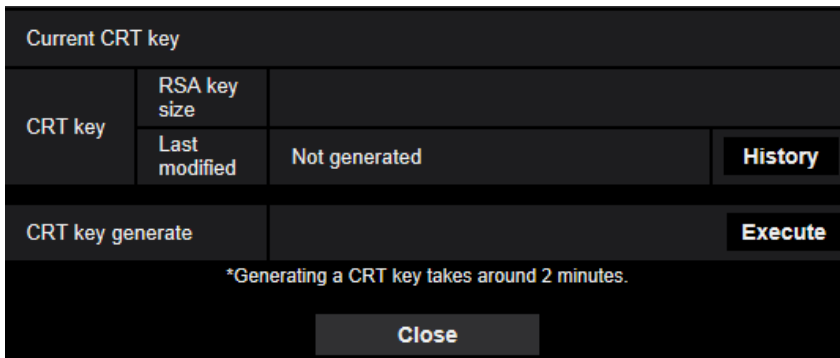 Current CRT key
CRT key
RSA key
size
Last
modified
Not generated
History
CRT key generate
Execute
*Generating a CRT key takes around 2 minutes.
Close